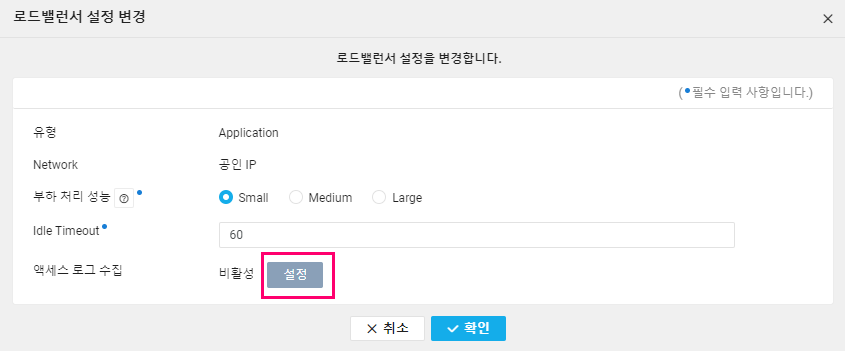 로드밸런서 설정 변경
로드밸런서 설정을 변경합니다.
( 필수 입력 사항입니다.)
유형 Application
Network 공인 IP
부하 처리 성능 Small Medium Large
Idle Timeout 60
액세스 로그 수집 비활성 설정
취소 확인